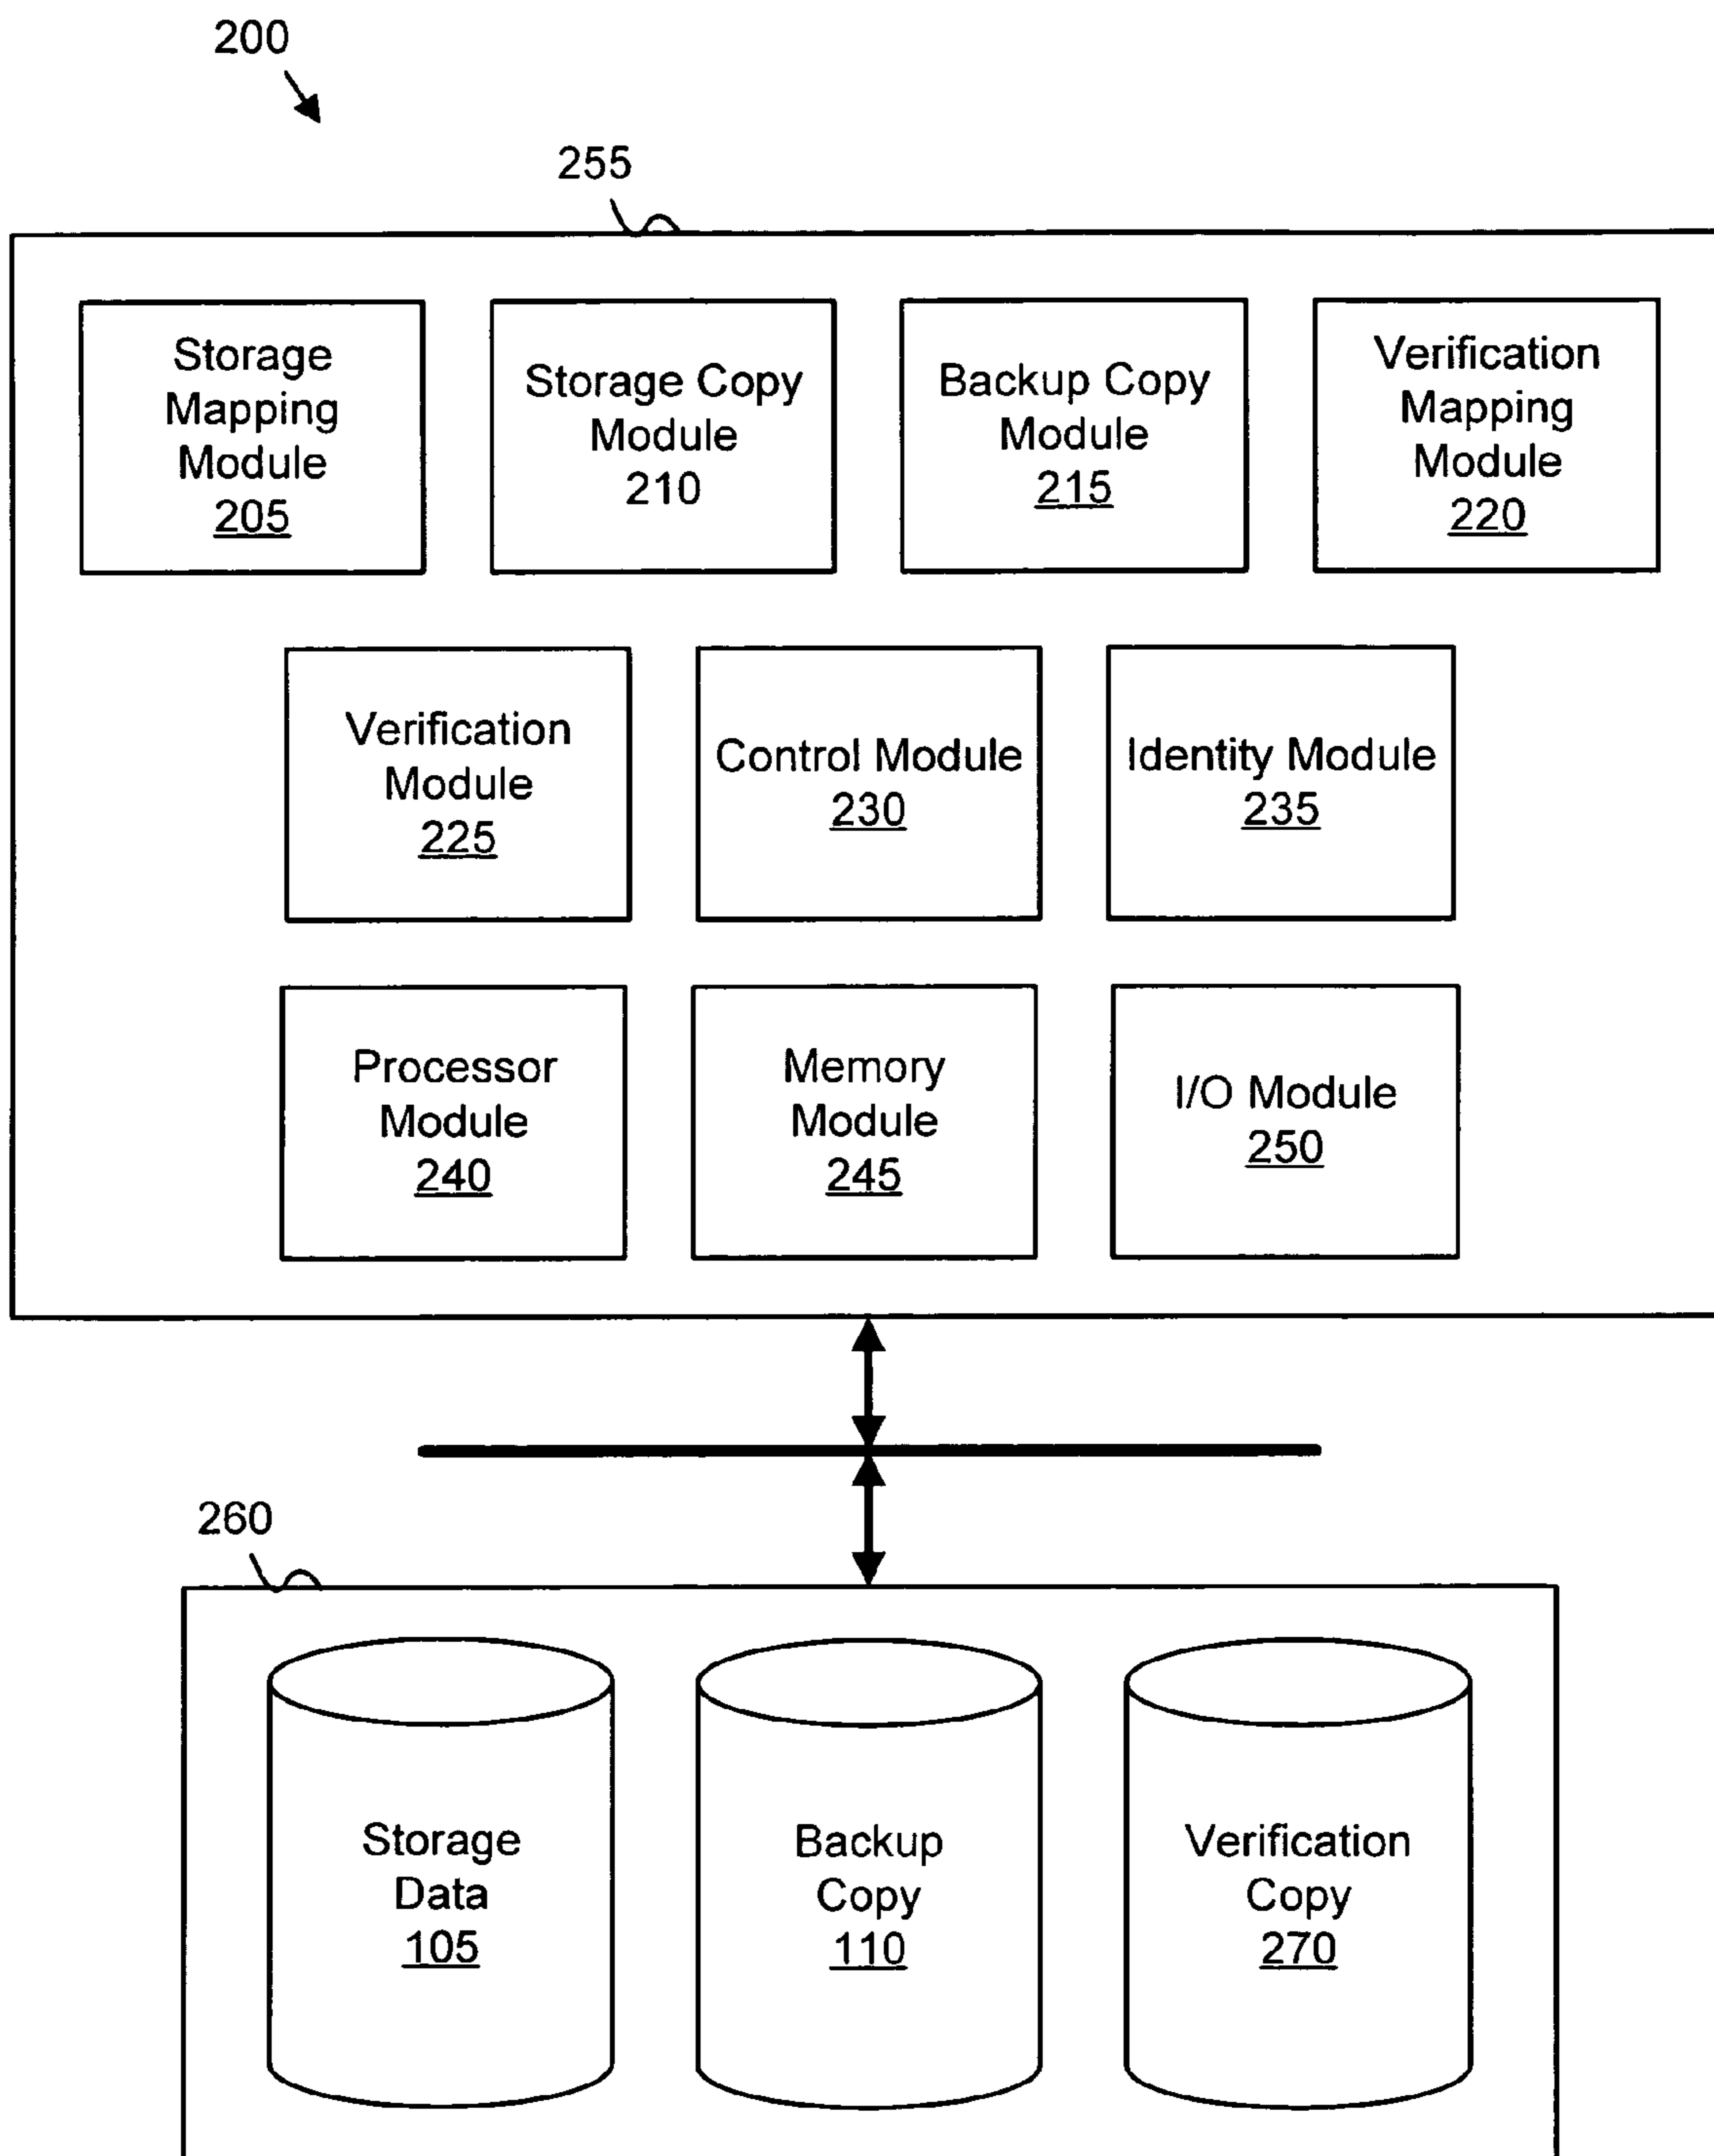 200
255
Storage
Mapping
Module
205
Storage Copy
Module
210
Backup Copy
Module
215
Verification
Mapping
Module
220
Verification
Module
225
Control Module
230
Identity Module
235
Processor
Module
240
Memory
Module
245
I/O Module
250
260
Storage
Data
105
Backup
Copy
110
Verification
Copy
270